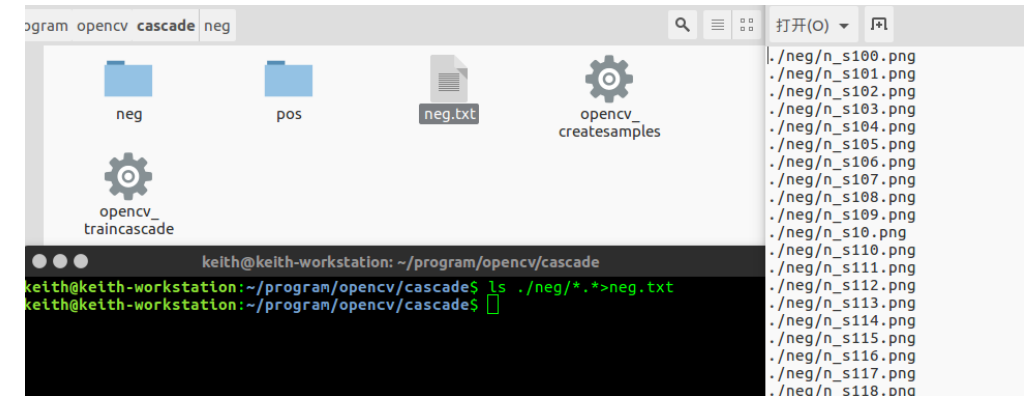 ogram opencv cascade neg
打开(O)
neg
pos
neg.txt
opencv_
createsamples
opencv_
traincascade
keith@keith-workstation: ~/program/opencv/cascade
keith@keith-workstation:~/program/opencv/cascade$ ls ./neg/*.*>neg.txt
keith@keith-workstation:~/program/opencv/cascade$
./neg/n_s100.png
./neg/n_s101.png
./neg/n_s102.png
./neg/n_s103.png
./neg/n_s104.png
./neg/n_s105.png
./neg/n_s106.png
./neg/n_s107.png
./neg/n_s108.png
./neg/n_s109.png
./neg/n_s10.png
./neg/n_s110.png
./neg/n_s111.png
./neg/n_s112.png
./neg/n_s113.png
./neg/n_s114.png
./neg/n_s115.png
./neg/n_s116.png
./neg/n_s117.png
./neg/n_s118.png